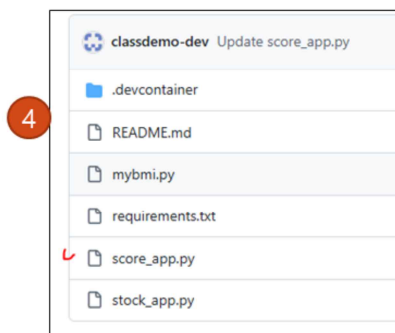 classdemo-dev Update score_app.py
.devcontainer
4
README.md
mybmi.py
requirements.txt
score_app.py
stock_app.py